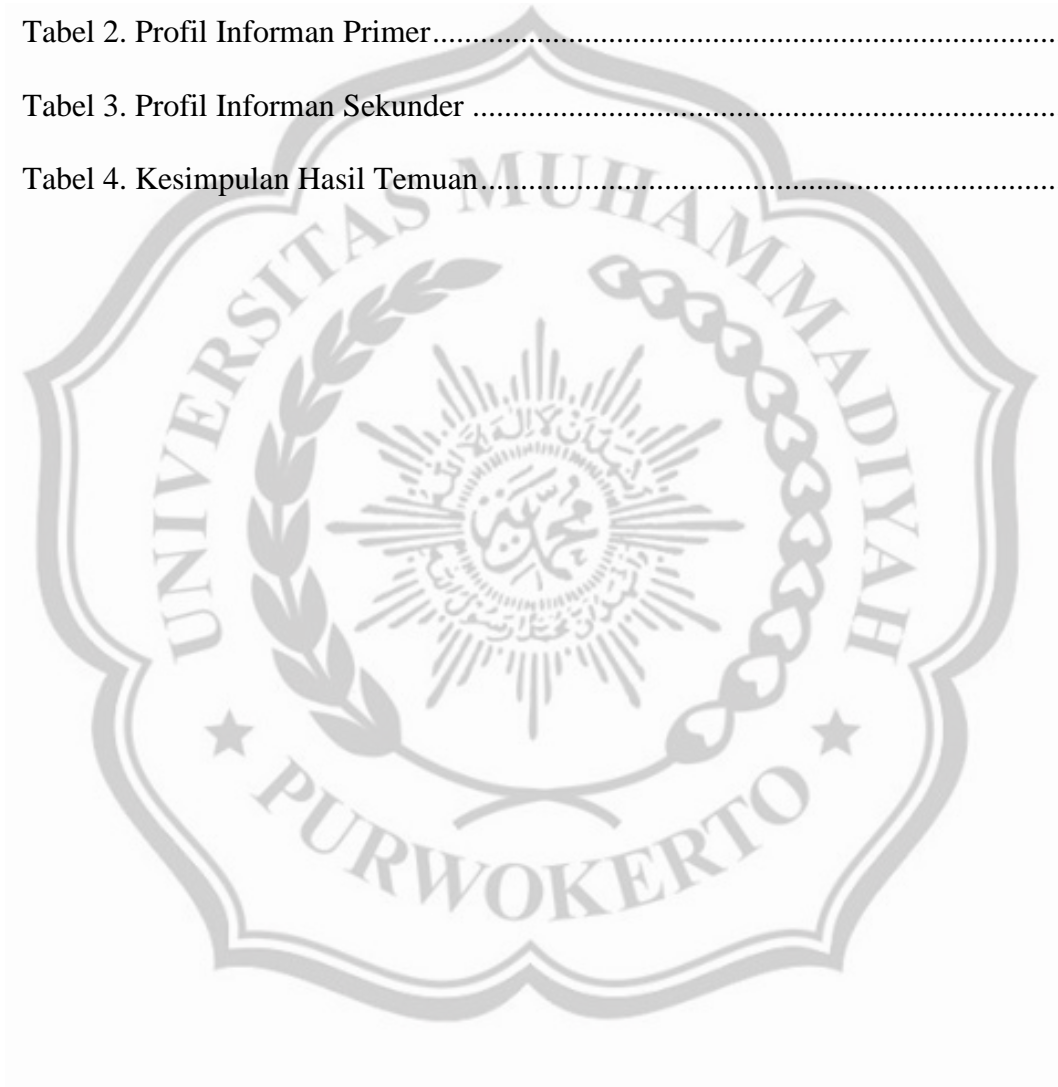 Tabel 2. Profil Informan Primer..............................................................................
Tabel 3. Profil Informan Sekunder .........................................................................
Tabel 4. Kesimpulan Hasil Temuan........................................................................
UNIVERSITAS MUHAMMADIYAH
PURWOKERTO